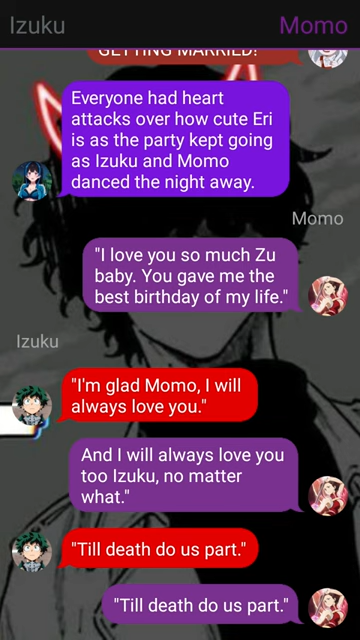 Izuku
Momo
GETTING MARRIED!
Everyone had heart
attacks over how cute Eri
is as the party kept going
as Izuku and Momo
danced the night away.
Momo
"I love you so much Zu
baby. You gave me the
best birthday of my life."
Izuku
"I'm glad Momo, I will
always love you."
And I will always love you
too Izuku, no matter
what."
"Till death do us part."
"Till death do us part."